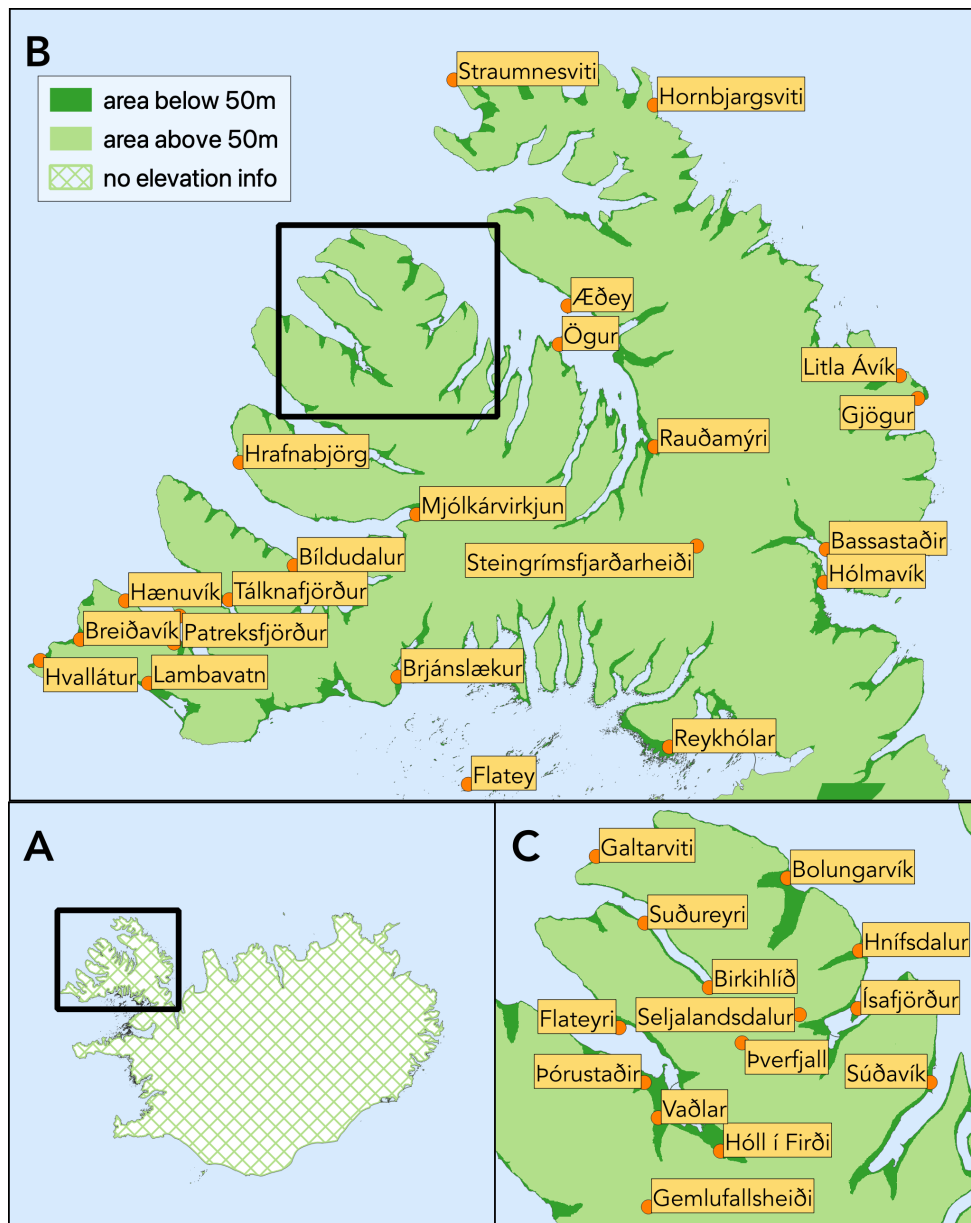 B
area below 50m
area above 50m
no elevation info
Straumnesviti
Hornbjargsviti
Æðey
Ögur
Litla Ávík
Gjögur
Hrafnabjörg
Rauðamýri
Mjólkárvirkjun
Steingrímsfjarðarheiði
Bassastaðir
Hólmavík
Bíldudalur
Hænuvík
Tálknafjörður
Breiðavík
Patreksfjörður
Hvallátur
Lambavatn
Brjánslækur
Reykhólar
Flatey
A
C
Galtarviti
Bolungarvík
Suðureyri
Hnífsdalur
Birkihlíð
Ísafjörður
Flateyri
Seljalandsdalur
Þverfjall
Súðavík
Þórustaðir
Vaðlar
Hóll í Firði
Gemlufallsheiði